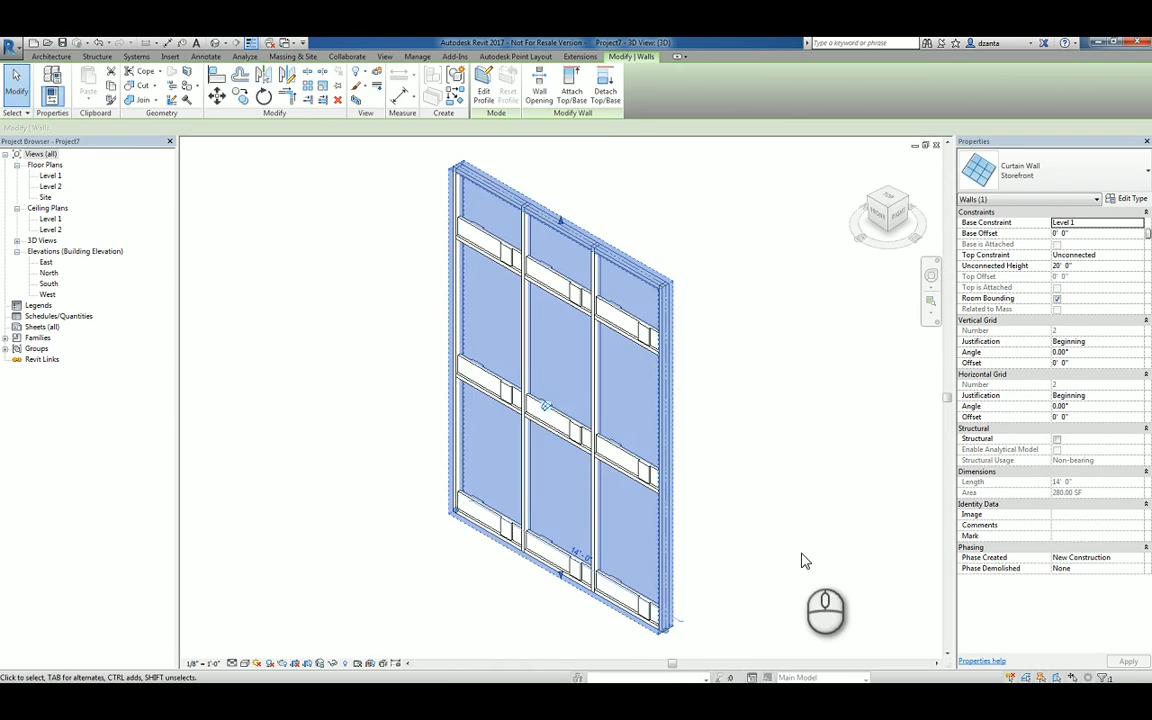 Autodesk Revit 2017 - Not For Resale Version - Project7 - 3D View: {3D}
Type a keyword or phrase
dzanta
Architecture Structure Systems Insert Annotate Analyze Massing & Site Collaborate View Manage Add-Ins Autodesk Point Layout Extensions Modify | Walls
Modify
Paste
Cope
Cut
Join
Edit Profile
Reset Profile
Wall Opening
Attach Top/Base
Detach Top/Base
Select Properties Clipboard Geometry Modify View Measure Create Mode Modify Wall
Modify | Walls
Project Browser - Project7
Views (all)
Floor Plans
Level 1
Level 2
Site
Ceiling Plans
Level 1
Level 2
3D Views
Elevations (Building Elevation)
East
North
South
West
Legends
Schedules/Quantities
Sheets (all)
Families
Groups
Revit Links
TOP
FRONT
RIGHT
14' - 0"
Properties
Curtain Wall
Storefront
Walls (1)
Edit Type
Constraints
Base Constraint Level 1
Base Offset 0' 0"
Base is Attached
Top Constraint Unconnected
Unconnected Height 20' 0"
Top Offset 0' 0"
Top is Attached
Room Bounding
Related to Mass
Vertical Grid
Number 2
Justification Beginning
Angle 0.00°
Offset 0' 0"
Horizontal Grid
Number 2
Justification Beginning
Angle 0.00°
Offset 0' 0"
Structural
Structural
Enable Analytical Model
Structural Usage Non-bearing
Dimensions
Length 14' 0"
Area 280.00 SF
Identity Data
Image
Comments
Mark
Phasing
Phase Created New Construction
Phase Demolished None
Properties help
Apply
1/8" = 1'-0"
Click to select, TAB for alternates, CTRL adds, SHIFT unselects.
:0
Main Model
:1